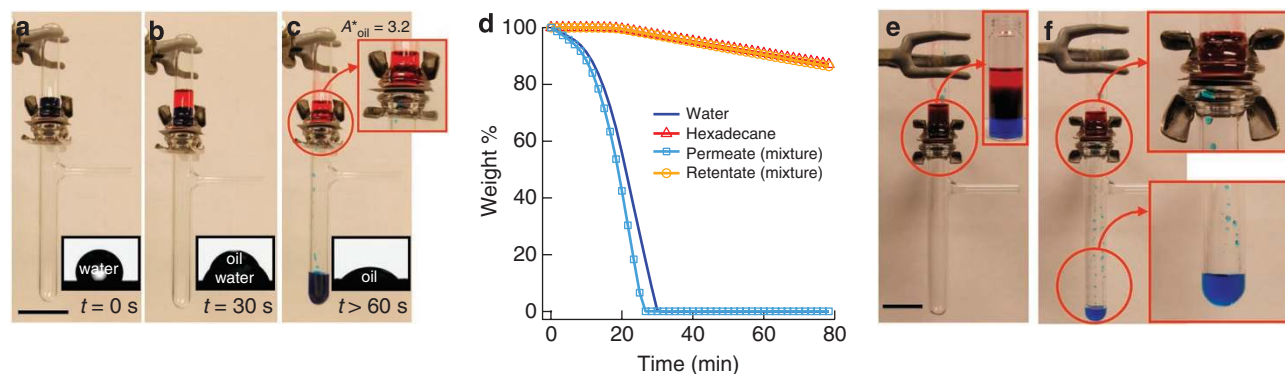 a
water
t = 0 s
b
oil
water
t = 30 s
c
A*oil = 3.2
oil
t > 60 s
d
Weight %
100
80
60
40
20
0
Water
Hexadecane
Permeate (mixture)
Retentate (mixture)
0 20 40 60 80
Time (min)
e
f